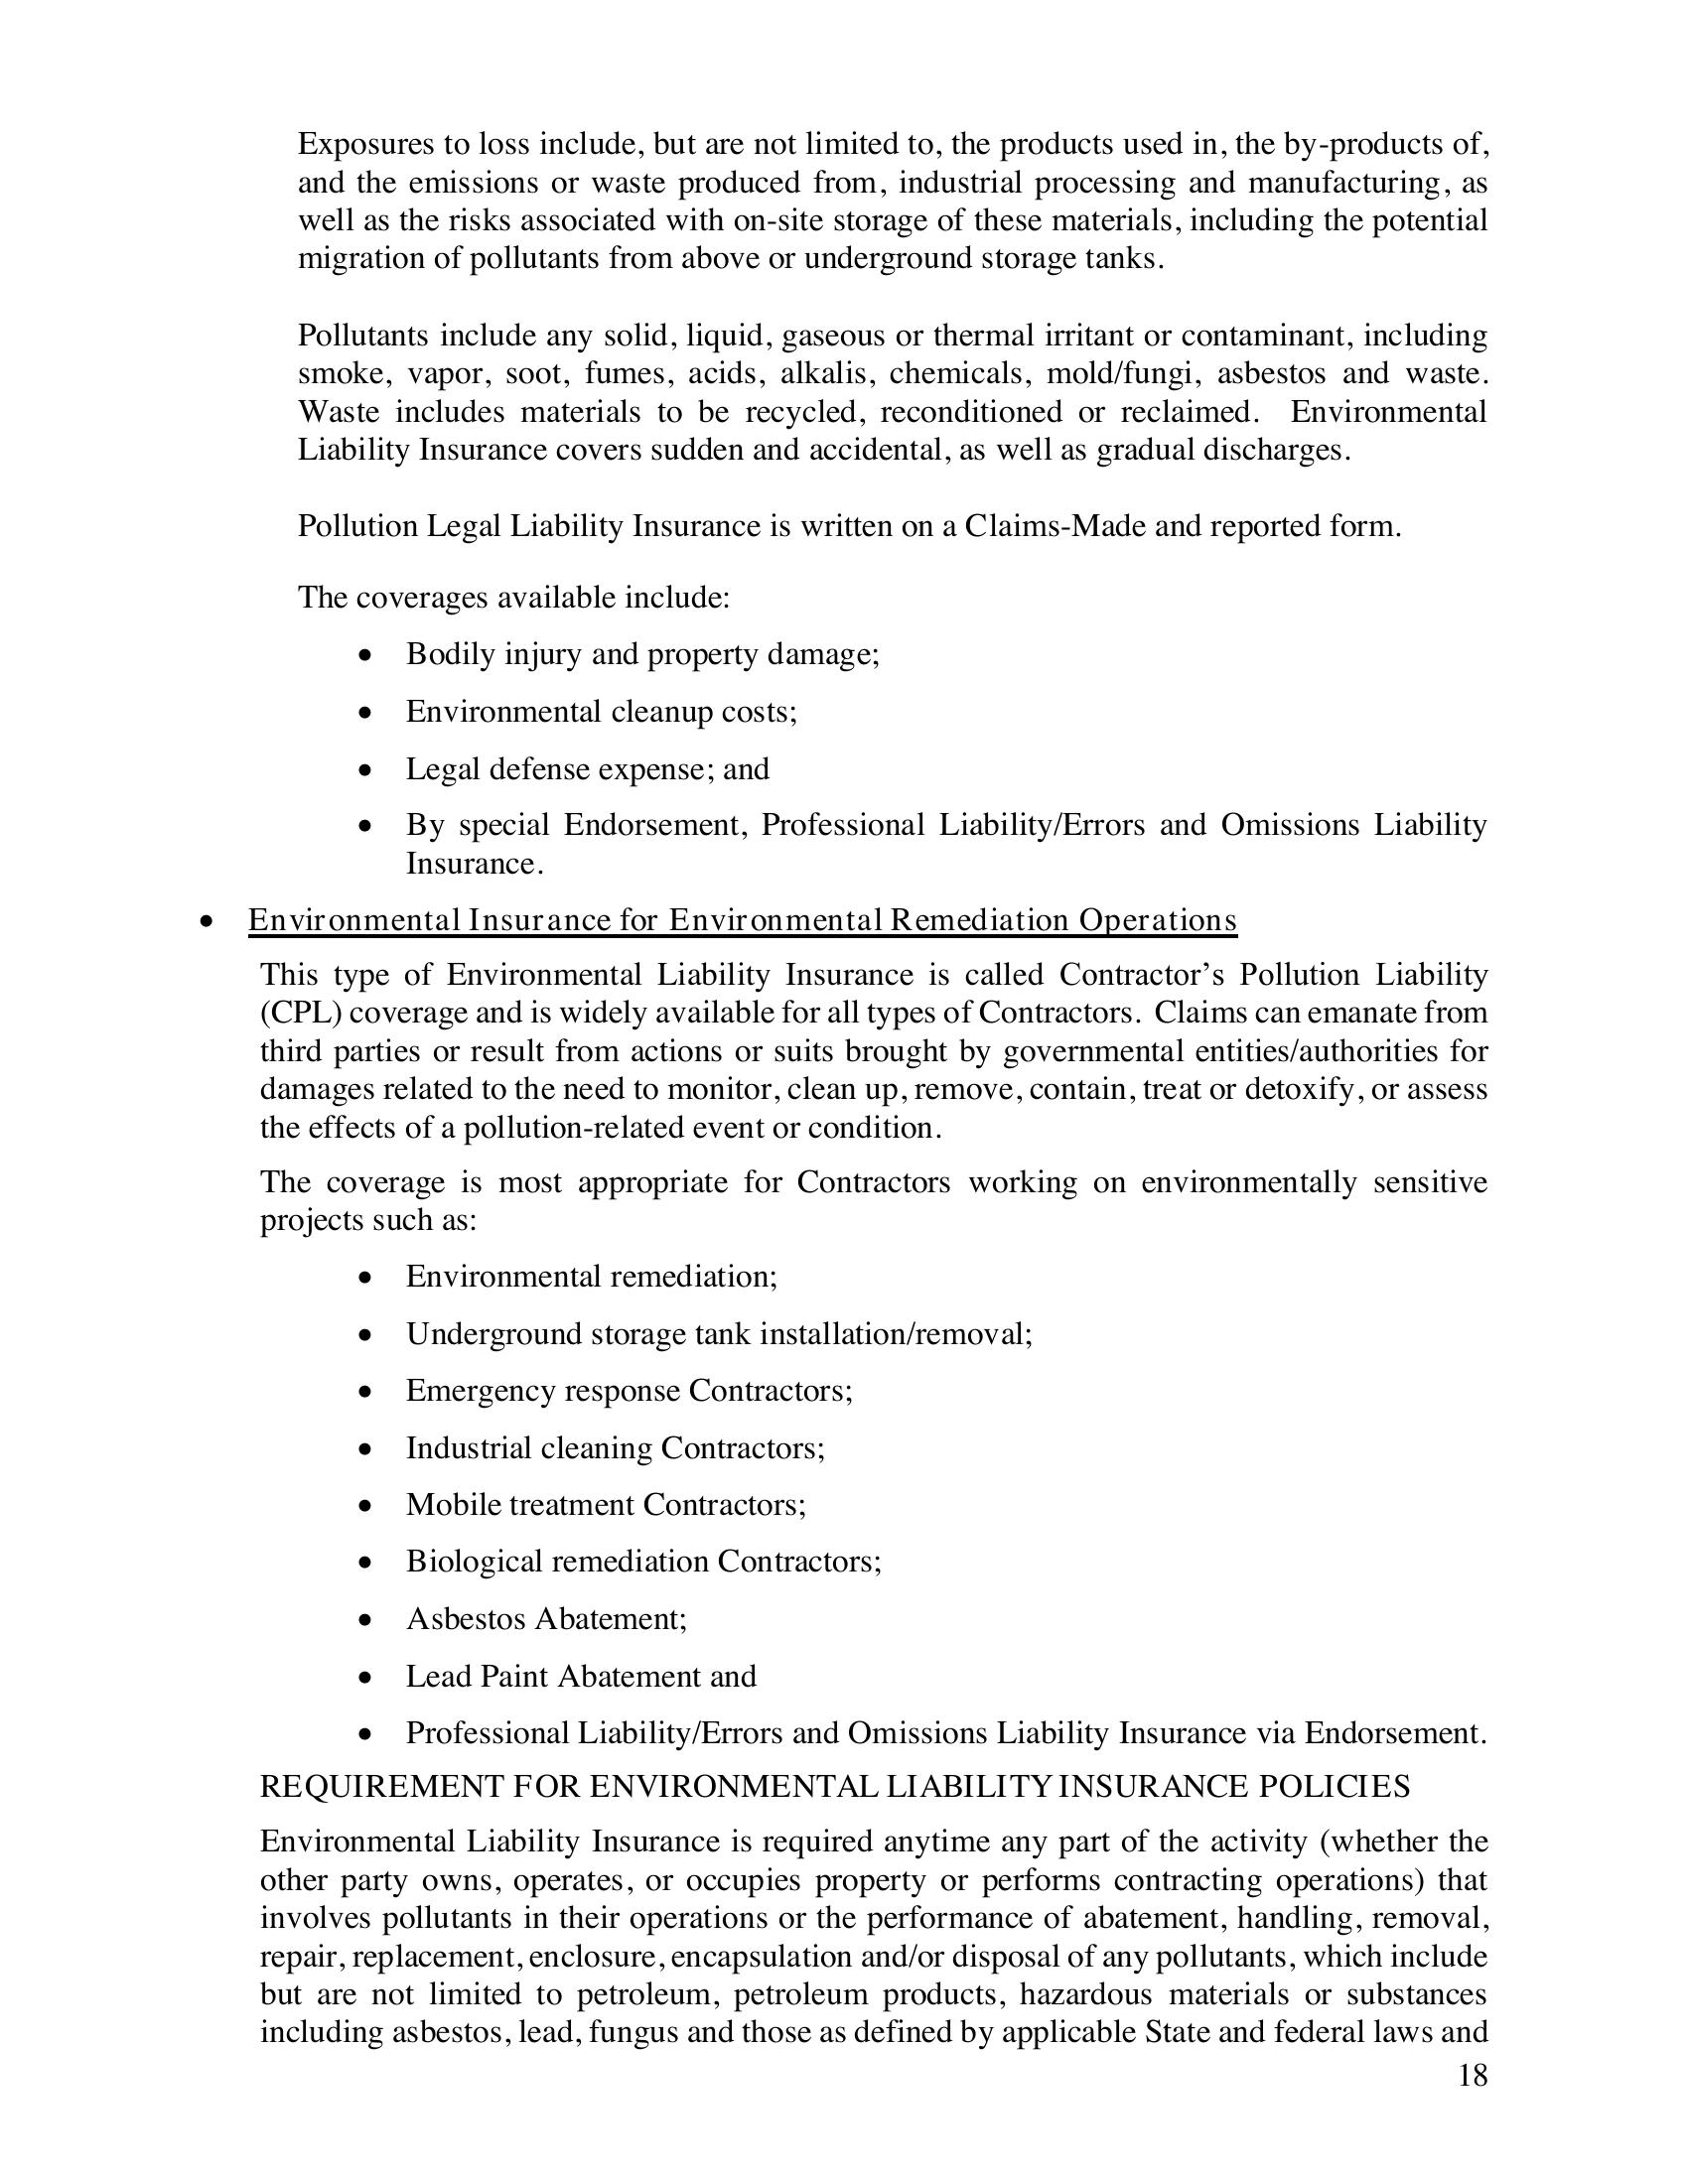 Exposures to loss include, but are not limited to, the products used in, the by-products of,
and the emissions or waste produced from, industrial processing and manufacturing, as
well as the risks associated with on-site storage of these materials, including the potential
migration of pollutants from above or underground storage tanks.
Pollutants include any solid, liquid, gaseous or thermal irritant or contaminant, including
smoke, vapor, soot, fumes, acids, alkalis, chemicals, mold/fungi, asbestos and waste.
Waste includes materials to be recycled, reconditioned or reclaimed. Environmental
Liability Insurance covers sudden and accidental, as well as gradual discharges.
Pollution Legal Liability Insurance is written on a Claims-Made and reported form.
The coverages available include:
• Bodily injury and property damage;
• Environmental cleanup costs;
• Legal defense expense; and
• By special Endorsement, Professional Liability/Errors and Omissions Liability
Insurance.
• Environmental Insurance for Environmental Remediation Operations
This type of Environmental Liability Insurance is called Contractor’s Pollution Liability
(CPL) coverage and is widely available for all types of Contractors. Claims can emanate from
third parties or result from actions or suits brought by governmental entities/authorities for
damages related to the need to monitor, clean up, remove, contain, treat or detoxify, or assess
the effects of a pollution-related event or condition.
The coverage is most appropriate for Contractors working on environmentally sensitive
projects such as:
• Environmental remediation;
• Underground storage tank installation/removal;
• Emergency response Contractors;
• Industrial cleaning Contractors;
• Mobile treatment Contractors;
• Biological remediation Contractors;
• Asbestos Abatement;
• Lead Paint Abatement and
• Professional Liability/Errors and Omissions Liability Insurance via Endorsement.
REQUIREMENT FOR ENVIRONMENTAL LIABILITY INSURANCE POLICIES
Environmental Liability Insurance is required anytime any part of the activity (whether the
other party owns, operates, or occupies property or performs contracting operations) that
involves pollutants in their operations or the performance of abatement, handling, removal,
repair, replacement, enclosure, encapsulation and/or disposal of any pollutants, which include
but are not limited to petroleum, petroleum products, hazardous materials or substances
including asbestos, lead, fungus and those as defined by applicable State and federal laws and
18